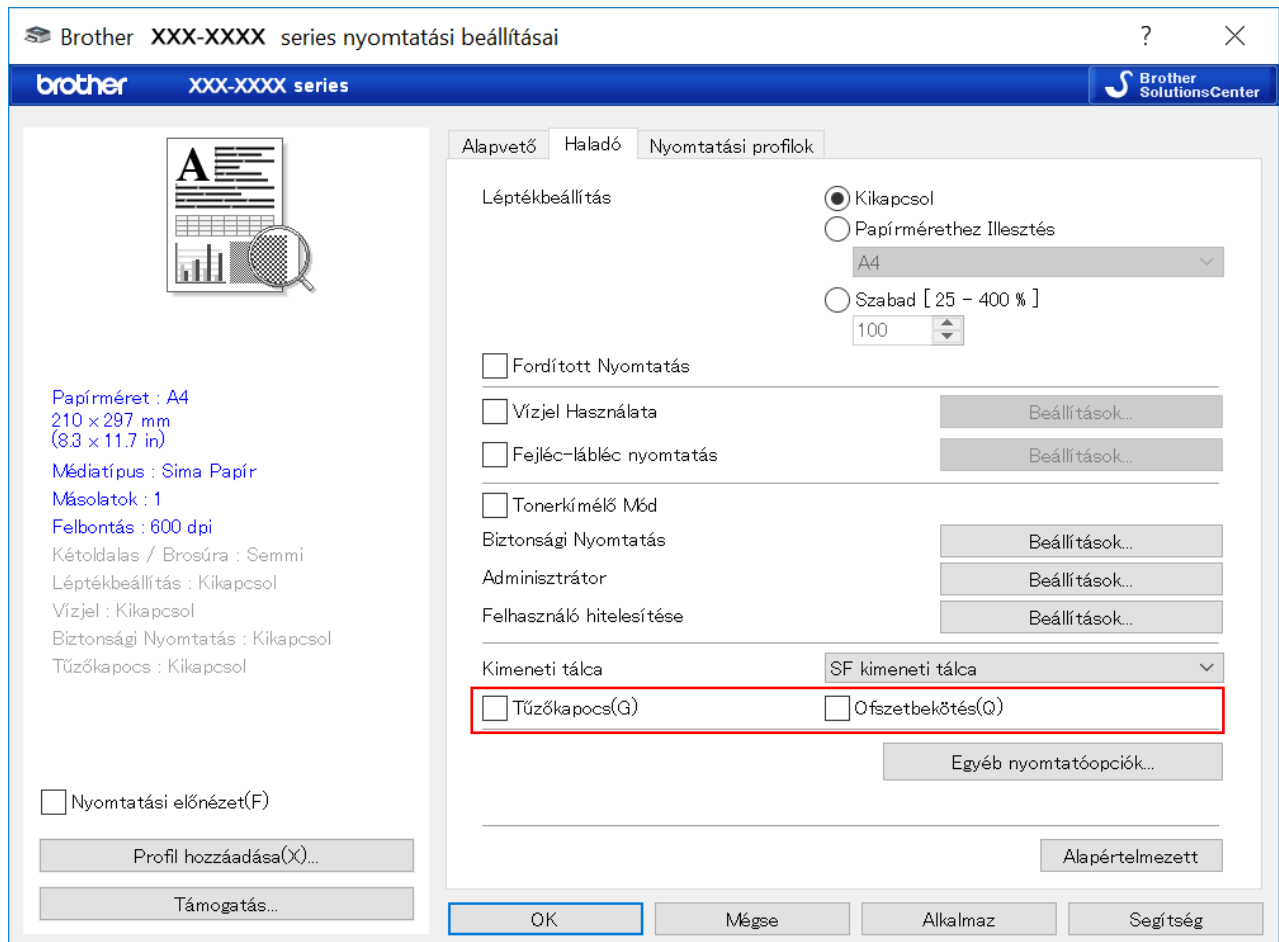 Brother XXX-XXXX series nyomtatási beállításai
?
brother XXX-XXXX series
Brother
SolutionsCenter
A
Papírméret : A4
210 × 297 mm
(8.3 × 11.7 in)
Médiatípus : Sima Papír
Másolatok : 1
Felbontás : 600 dpi
Kétoldalas / Brosúra : Semmi
Léptékbeállítás : Kikapcsol
Vízjel : Kikapcsol
Biztonsági Nyomtatás : Kikapcsol
Tűzőkapocs : Kikapcsol
Nyomtatási előnézet(F)
Profil hozzáadása(X)...
Támogatás...
Alapvető Haladó Nyomtatási profilok
Léptékbeállítás
Kikapcsol
Papírmérethez Illesztés
A4
Szabad [ 25 - 400 % ]
100
Fordított Nyomtatás
Vízjel Használata Beállítások...
Fejléc-lábléc nyomtatás Beállítások...
Tonerkímélő Mód
Biztonsági Nyomtatás Beállítások...
Adminisztrátor Beállítások...
Felhasználó hitelesítése Beállítások...
Kimeneti tálca SF kimeneti tálca
Tűzőkapocs(G) Ofszetbekötés(Q)
Egyéb nyomtatóopciók...
Alapértelmezett
OK Mégse Alkalmaz Segítség